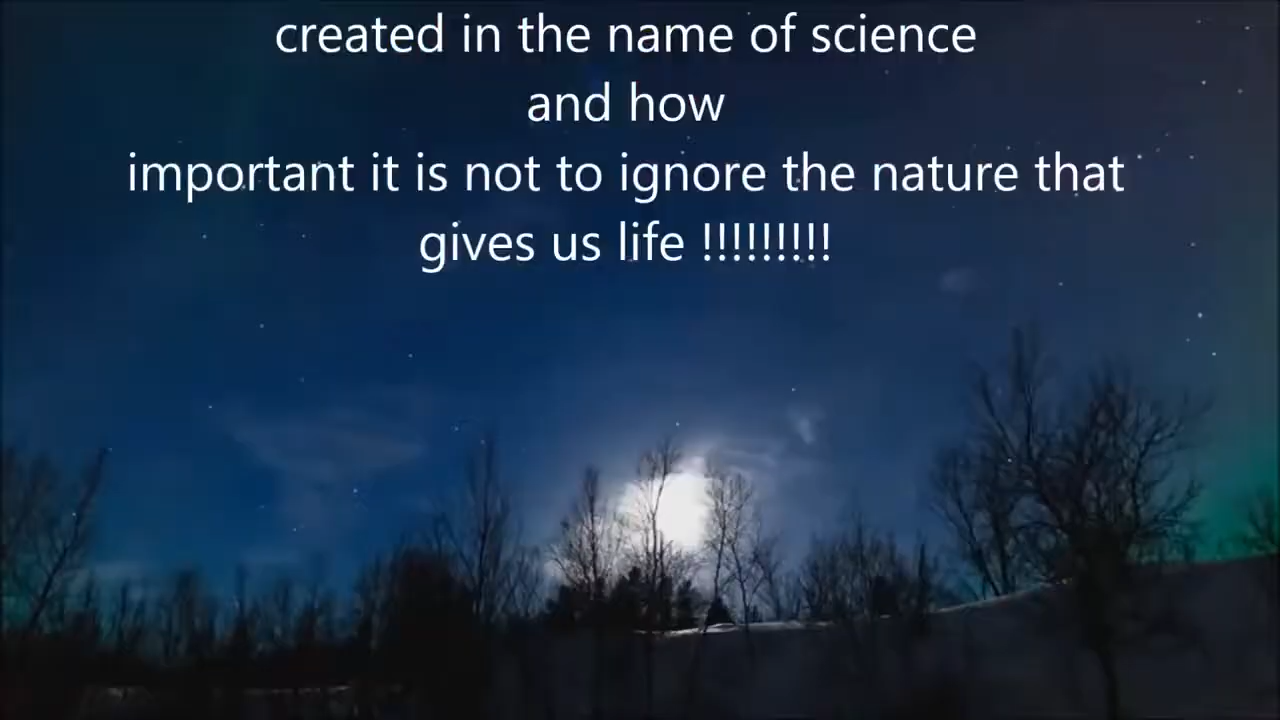 created in the name of science
and how
important it is not to ignore the nature that
gives us life !!!!!!!!!